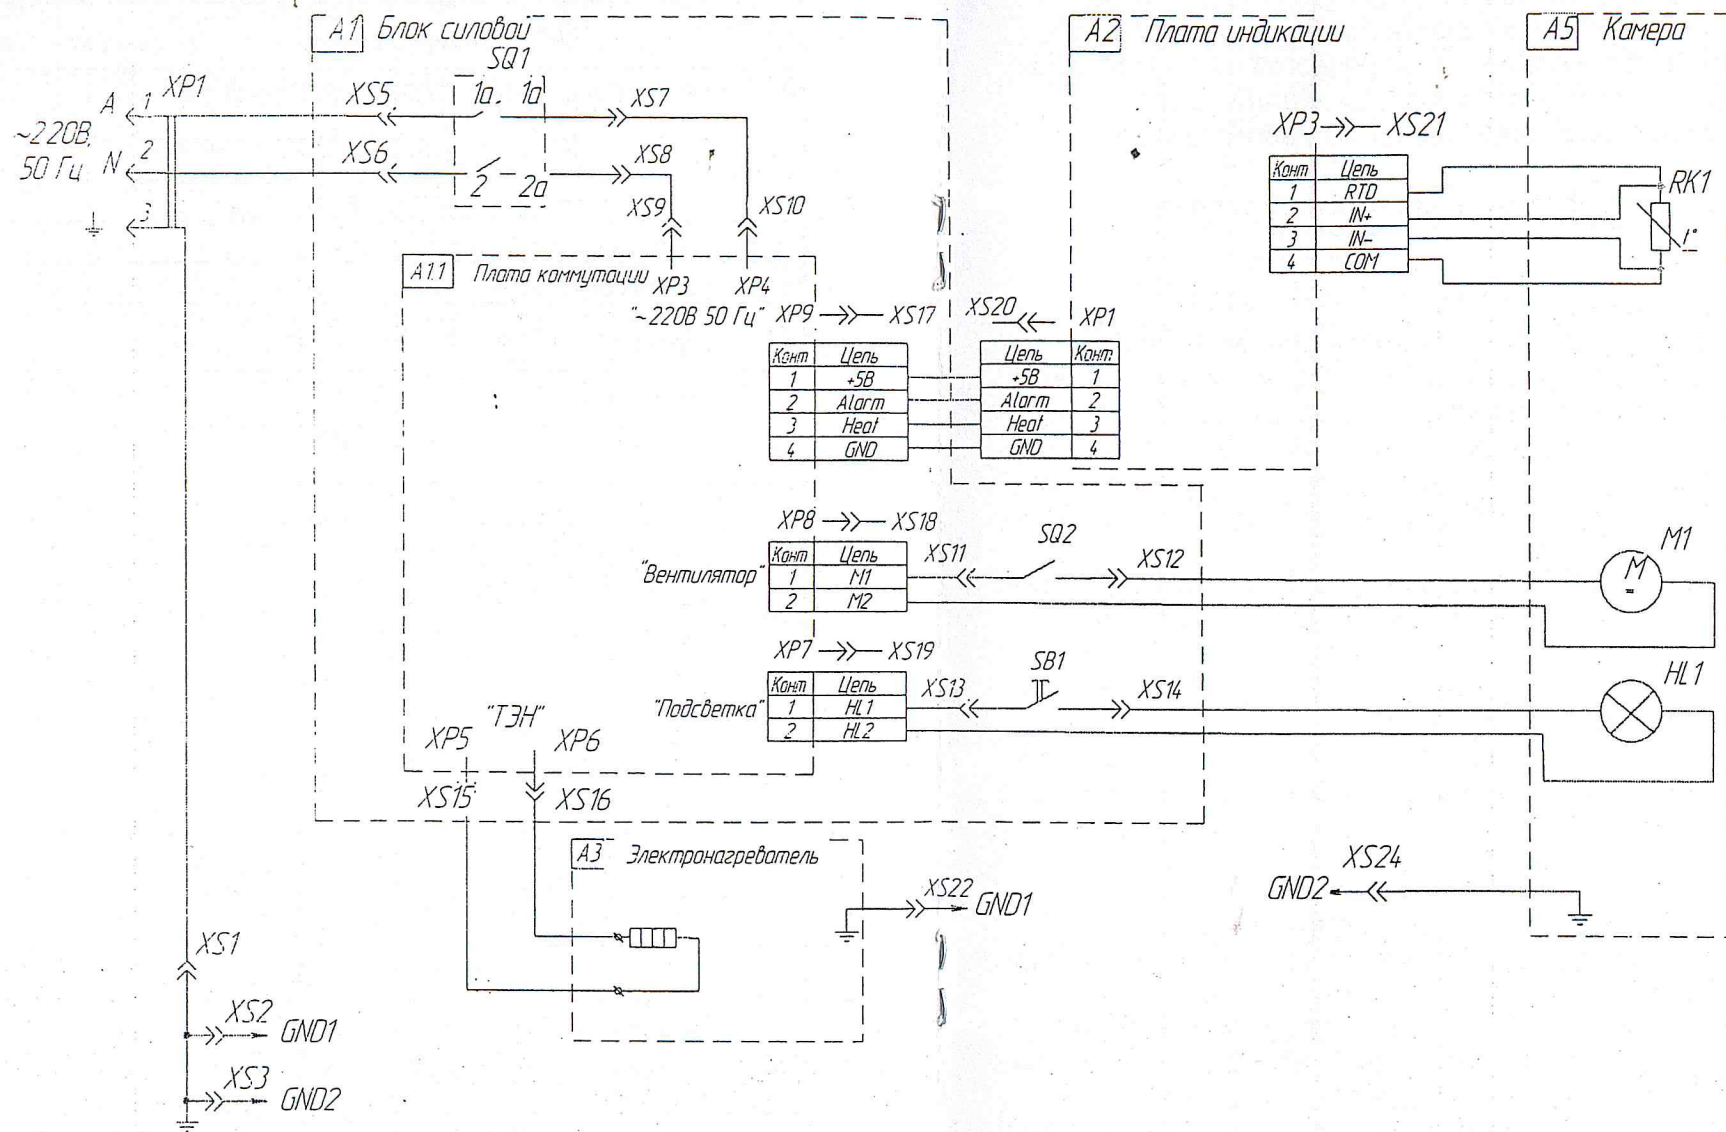 А1 Блок силовой
А2 Плата индикации
А5 Камера
SQ1
XP1
A 1
~220В,
50 Гц
N 2
3
XS5
1а 1а
XS7
XS6
2 2а
XS8
XS9
XS10
А1.1 Плата коммутации
XP3
XP4
"~220В 50 Гц"
XP3 XS21
Конт Цепь
1 RTD
2 IN+
3 IN-
4 COM
RK1
t°
XP9 XS17
Конт Цепь
1 +5В
2 Alarm
3 Heat
4 GND
XS20 XP1
Цепь Конт.
+5В 1
Alarm 2
Heat 3
GND 4
XP8 XS18
"Вентилятор"
Конт Цепь
1 M1
2 M2
XS11
SQ2
XS12
M1
M
=
XP7 XS19
"Подсветка"
Конт Цепь
1 HL1
2 HL2
XS13
SB1
XS14
HL1
"ТЭН"
XP5
XP6
XS15
XS16
А3 Электронагреватель
XS22
GND1
XS24
GND2
XS1
XS2
GND1
XS3
GND2